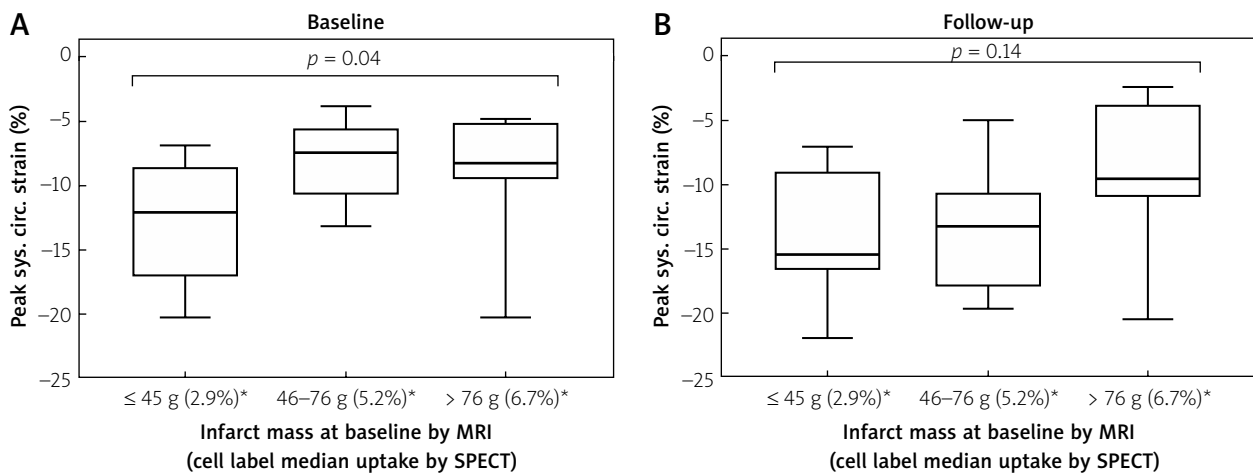 A
Baseline
Peak sys. circ. strain (%)
0
–5
–10
–15
–20
–25
p = 0.04
≤ 45 g (2.9%)* 46–76 g (5.2%)* > 76 g (6.7%)*
Infarct mass at baseline by MRI
(cell label median uptake by SPECT)
B
Follow-up
Peak sys. circ. strain (%)
0
–5
–10
–15
–20
–25
p = 0.14
≤ 45 g (2.9%)* 46–76 g (5.2%)* > 76 g (6.7%)*
Infarct mass at baseline by MRI
(cell label median uptake by SPECT)